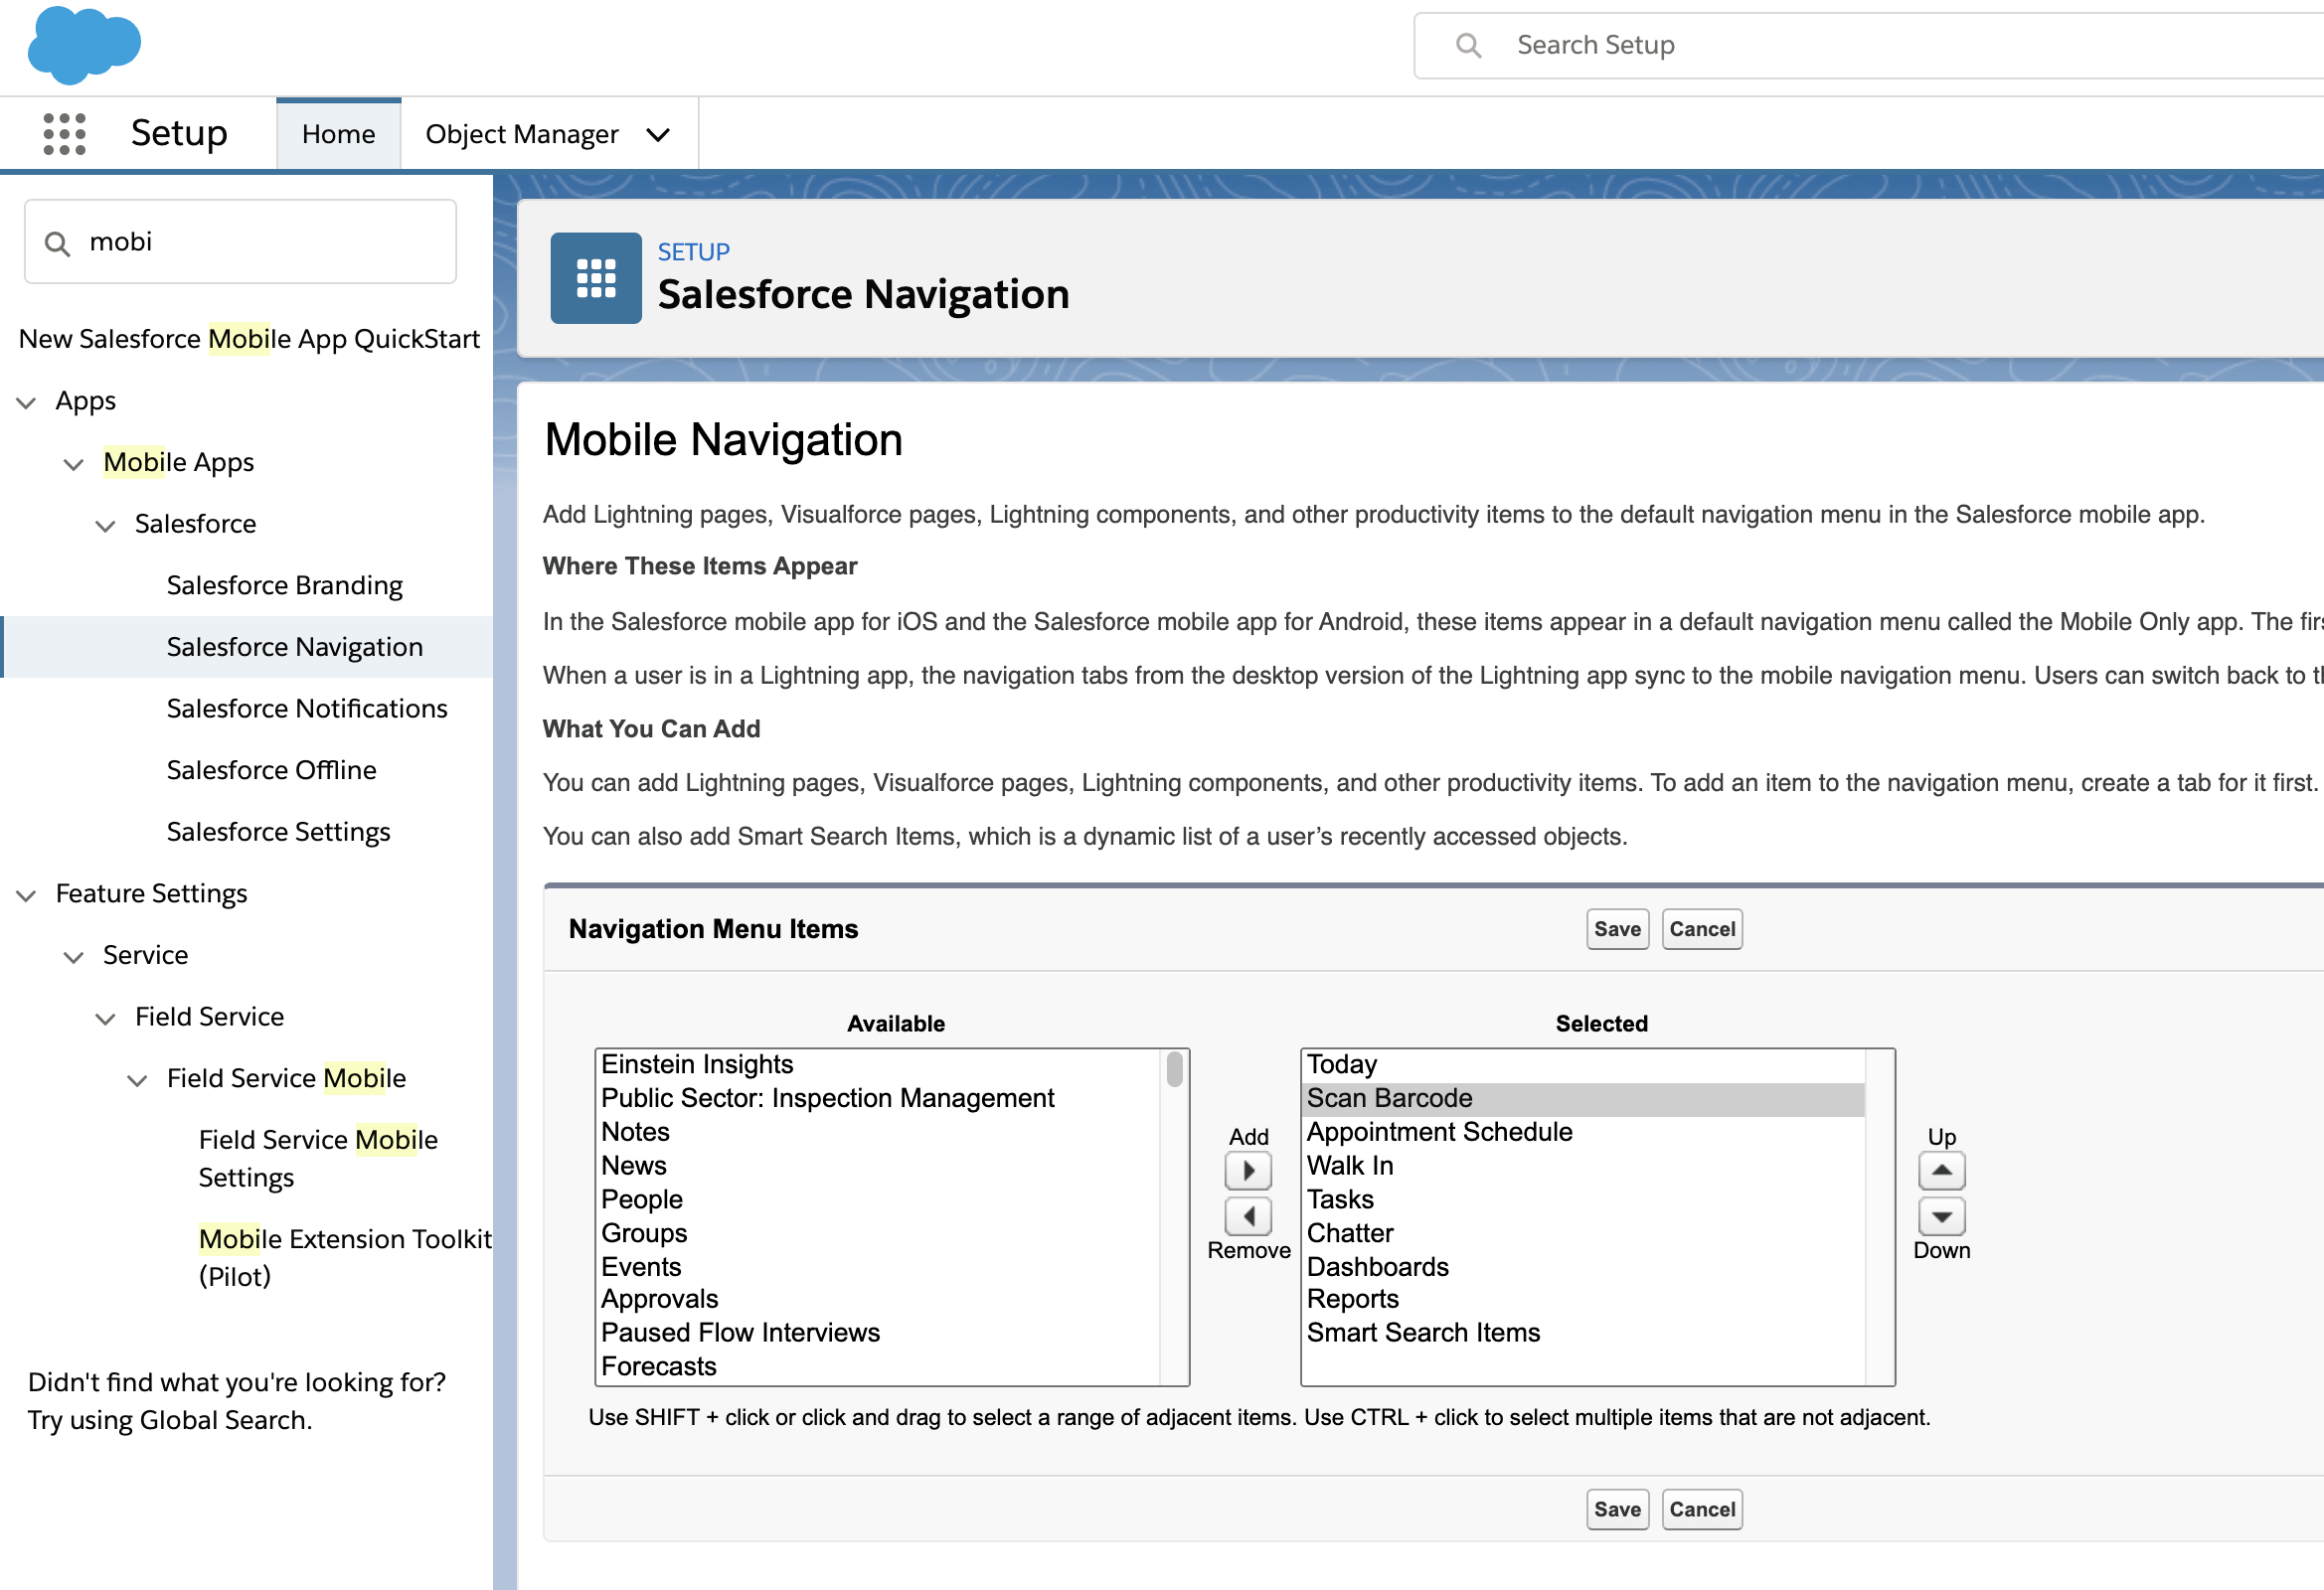 Search Setup
Setup
Home
Object Manager
mobi
New Salesforce Mobile App QuickStart
Apps
Mobile Apps
Salesforce
Salesforce Branding
Salesforce Navigation
Salesforce Notifications
Salesforce Offline
Salesforce Settings
Feature Settings
Service
Field Service
Field Service Mobile
Field Service Mobile
Settings
Mobile Extension Toolkit
(Pilot)
Didn't find what you're looking for?
Try using Global Search.
SETUP
Salesforce Navigation
Mobile Navigation
Add Lightning pages, Visualforce pages, Lightning components, and other productivity items to the default navigation menu in the Salesforce mobile app.
Where These Items Appear
In the Salesforce mobile app for iOS and the Salesforce mobile app for Android, these items appear in a default navigation menu called the Mobile Only app. The
When a user is in a Lightning app, the navigation tabs from the desktop version of the Lightning app sync to the mobile navigation menu. Users can switch back to
What You Can Add
You can add Lightning pages, Visualforce pages, Lightning components, and other productivity items. To add an item to the navigation menu, create a tab for it first.
You can also add Smart Search Items, which is a dynamic list of a user’s recently accessed objects.
Navigation Menu Items
Save
Cancel
Available
Einstein Insights
Public Sector: Inspection Management
Notes
News
People
Groups
Events
Approvals
Paused Flow Interviews
Forecasts
Add
Remove
Selected
Today
Scan Barcode
Appointment Schedule
Walk In
Tasks
Chatter
Dashboards
Reports
Smart Search Items
Up
Down
Use SHIFT + click or click and drag to select a range of adjacent items. Use CTRL + click to select multiple items that are not adjacent.
Save
Cancel